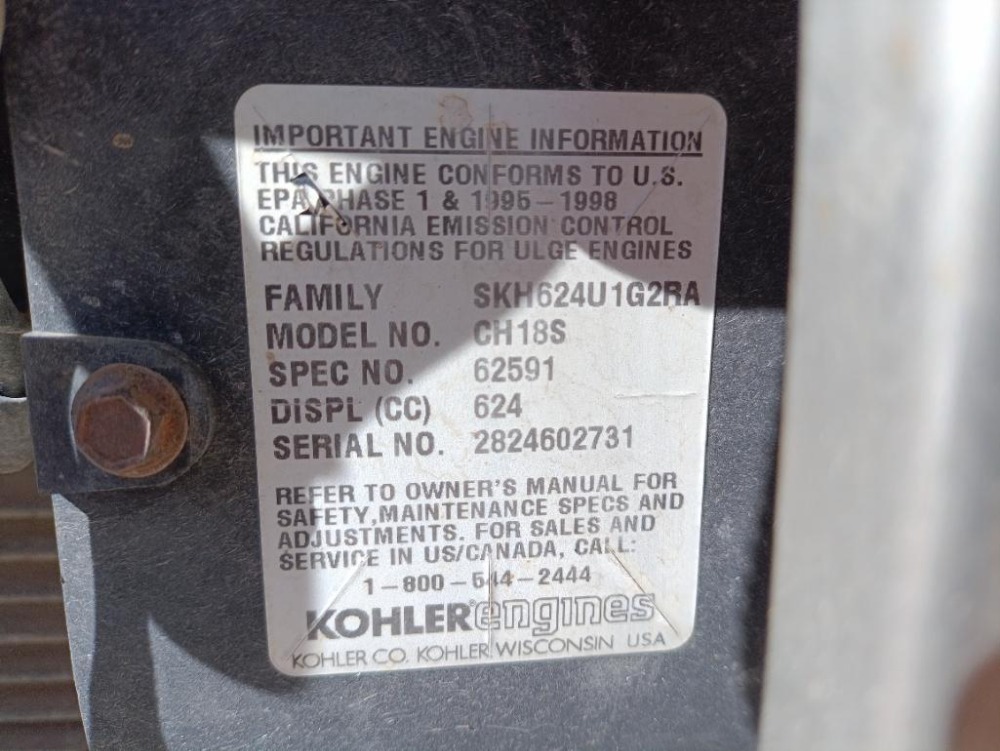 IMPORTANT ENGINE INFORMATION
THIS ENGINE CONFORMS TO U.S.
EPA PHASE 1 & 1995-1998
CALIFORNIA EMISSION CONTROL
REGULATIONS FOR ULGE ENGINES
FAMILY SKH624U1G2RA
MODEL NO. CH18S
SPEC NO. 62591
DISPL (CC) 624
SERIAL NO. 2824602731
REFER TO OWNER'S MANUAL FOR
SAFETY, MAINTENANCE SPECS AND
ADJUSTMENTS. FOR SALES AND
SERVICE IN US/CANADA, CALL:
1-800-544-2444
KOHLER engines
KOHLER CO. KOHLER WISCONSIN USA